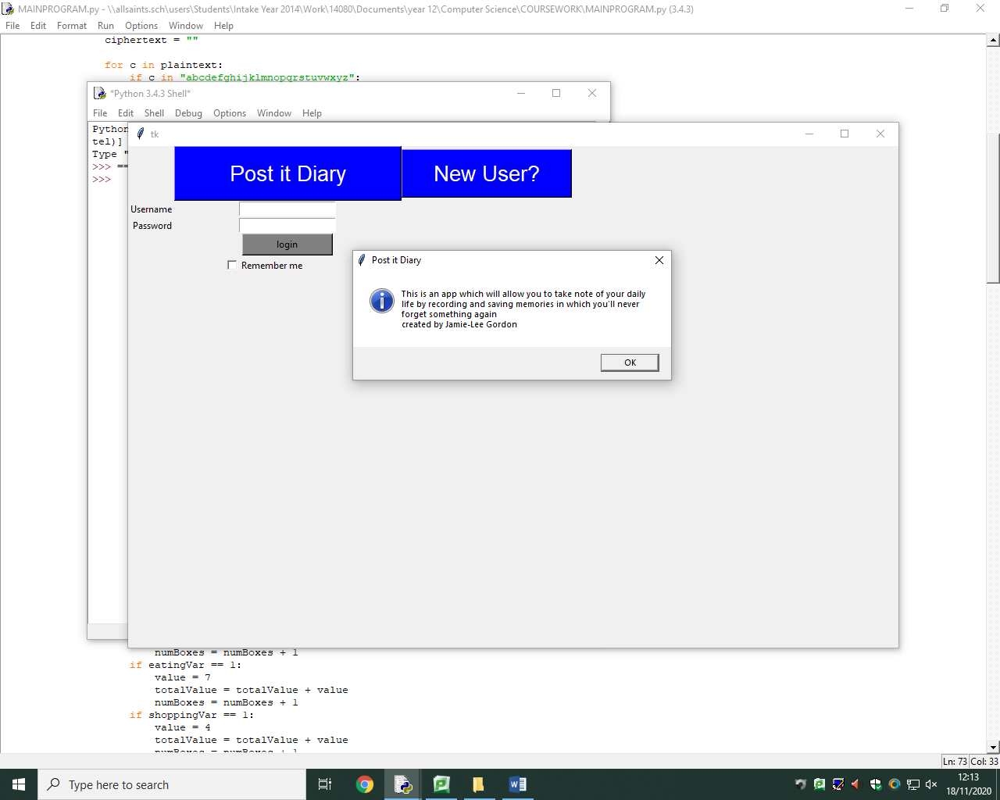 MAINPROGRAM.py - \\allsaints.sch\users\Students\Intake Year 2014\Work\14080\Documents\year 12\Computer Science\COURSEWORK\MAINPROGRAM.py (3.4.3)
File Edit Format Run Options Window Help
ciphertext = ""
for c in plaintext:
if c in "abcdefghijklmnopqrstuvwxyz":
*Python 3.4.3 Shell*
File Edit Shell Debug Options Window Help
Python
tel)]
Type "
>>> ==
>>>
tk
Post it Diary New User?
Username
Password
login
Remember me
Post it Diary
This is an app which will allow you to take note of your daily
life by recording and saving memories in which you'll never
forget something again
created by Jamie-Lee Gordon
OK
numBoxes = numBoxes + 1
if eatingVar == 1:
value = 7
totalValue = totalValue + value
numBoxes = numBoxes + 1
if shoppingVar == 1:
value = 4
totalValue = totalValue + value
numBoxes = numBoxes + 1
Ln: 73 Col: 33
Type here to search
12:13
18/11/2020